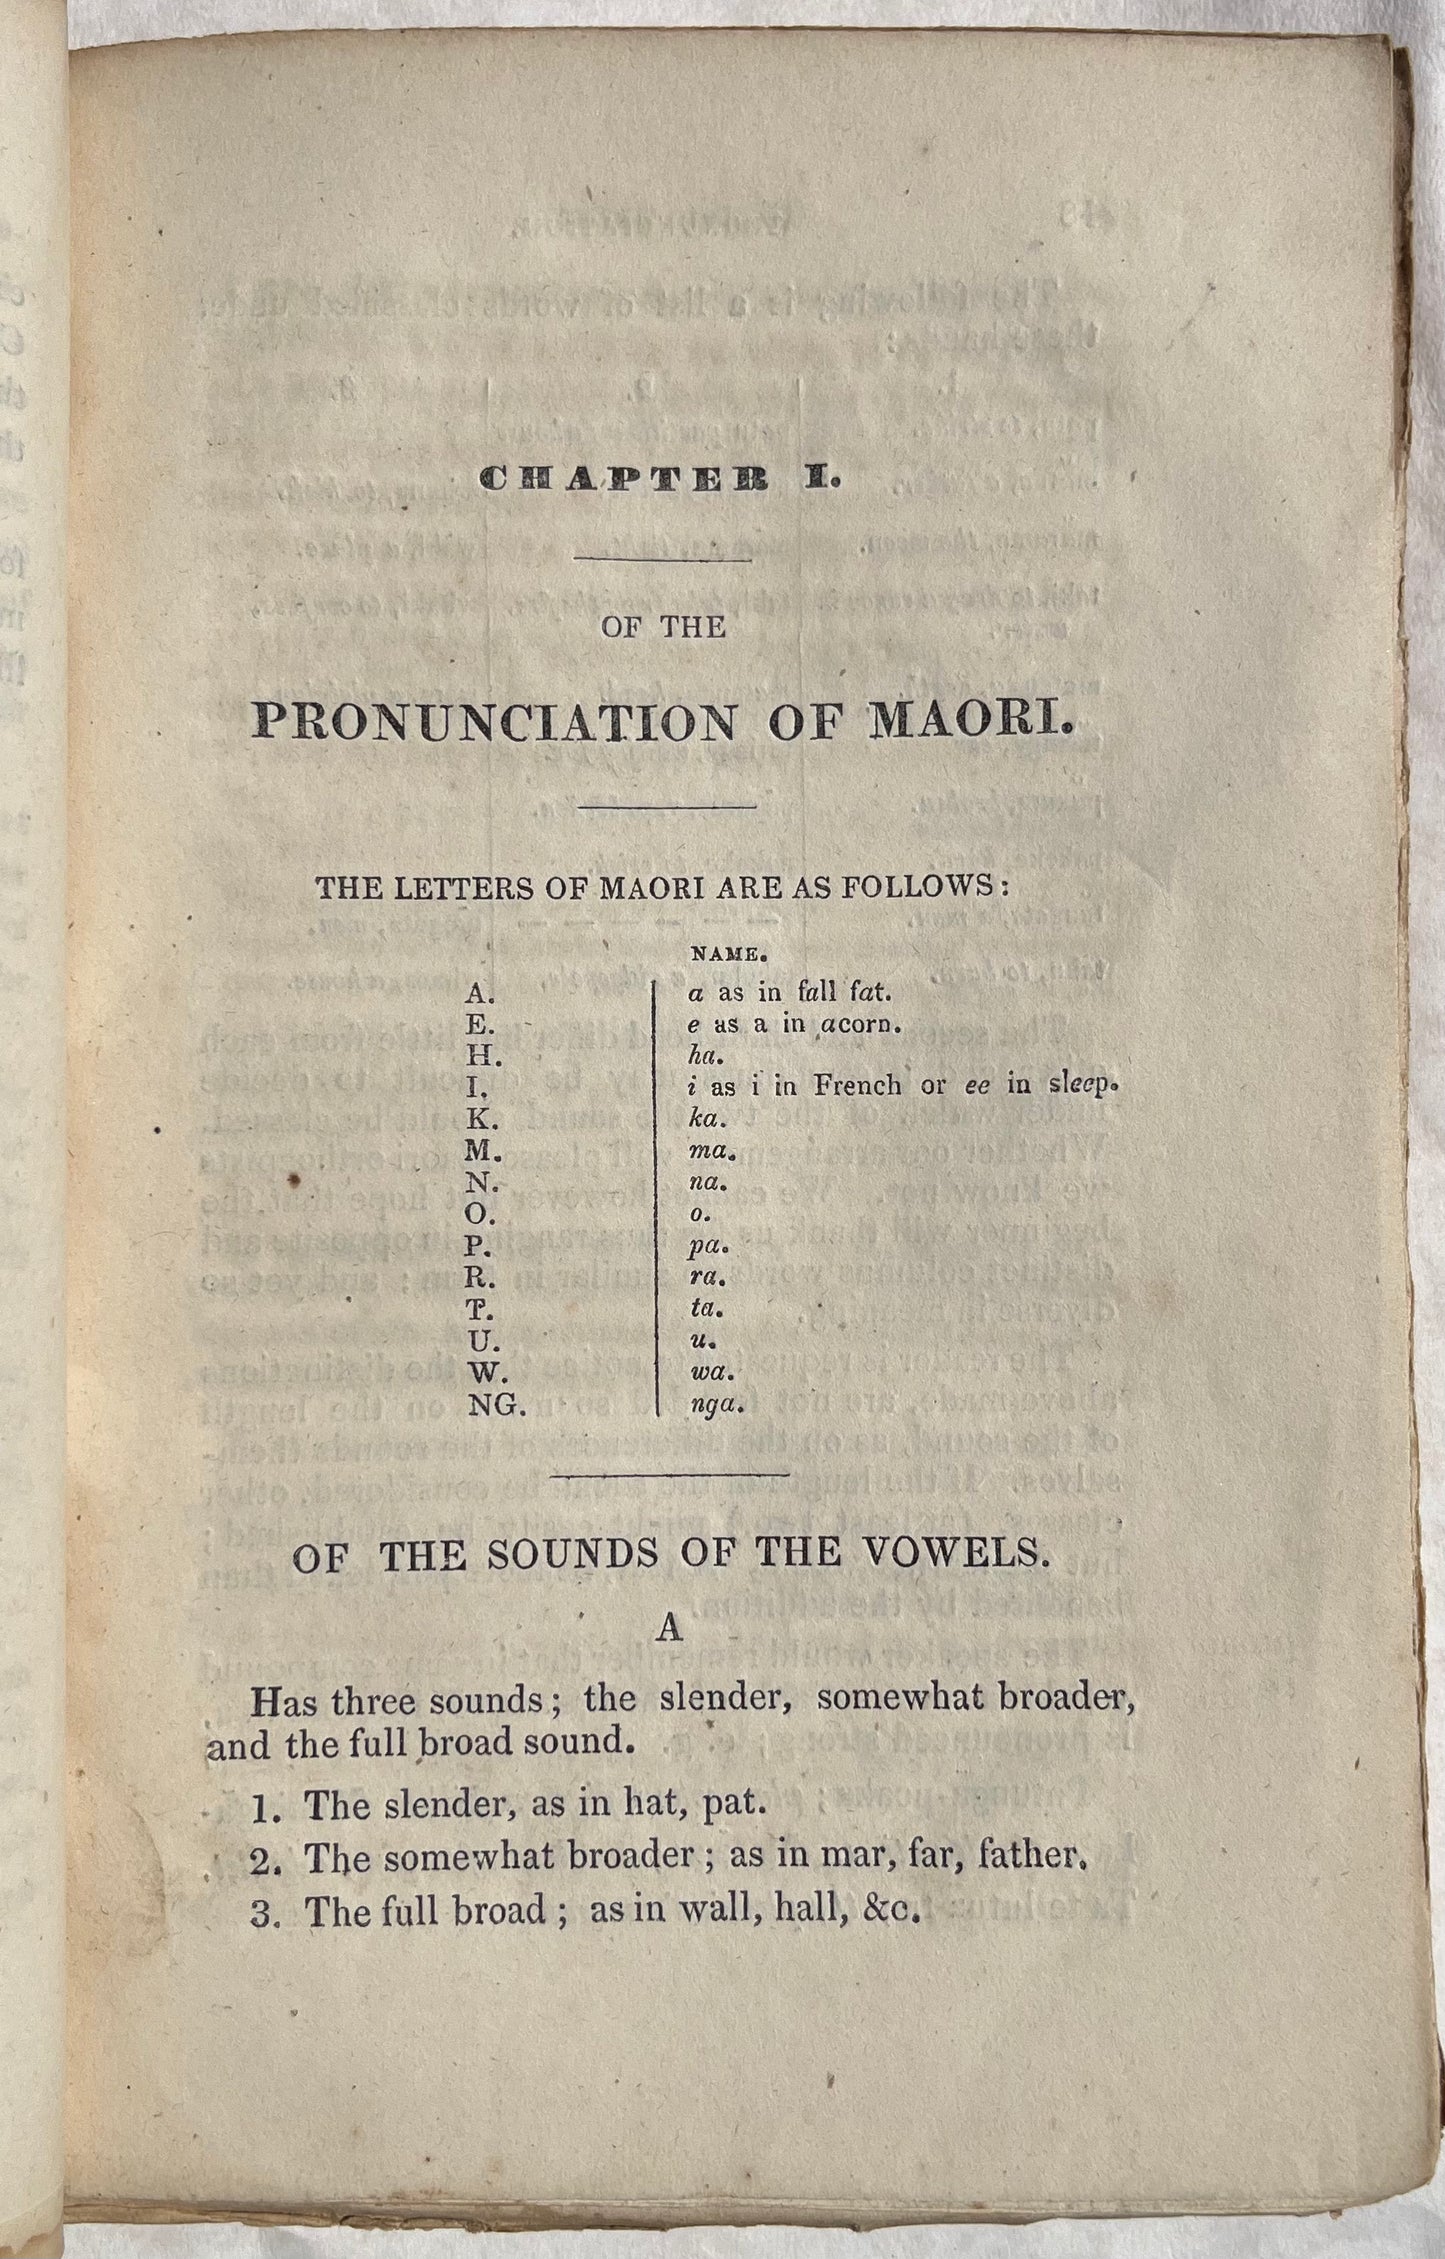 CHAPTER I.
OF THE
PRONUNCIATION OF MAORI.
THE LETTERS OF MAORI ARE AS FOLLOWS:
NAME.
A. a as in fall fat.
E. e as a in acorn.
H. ha.
I. i as i in French or ee in sleep.
K. ka.
M. ma.
N. na.
O. o.
P. pa.
R. ra.
T. ta.
U. u.
W. wa.
NG. nga.
OF THE SOUNDS OF THE VOWELS.
A
Has three sounds; the slender, somewhat broader,
and the full broad sound.
1. The slender, as in hat, pat.
2. The somewhat broader; as in mar, far, father.
3. The full broad; as in wall, hall, &c.